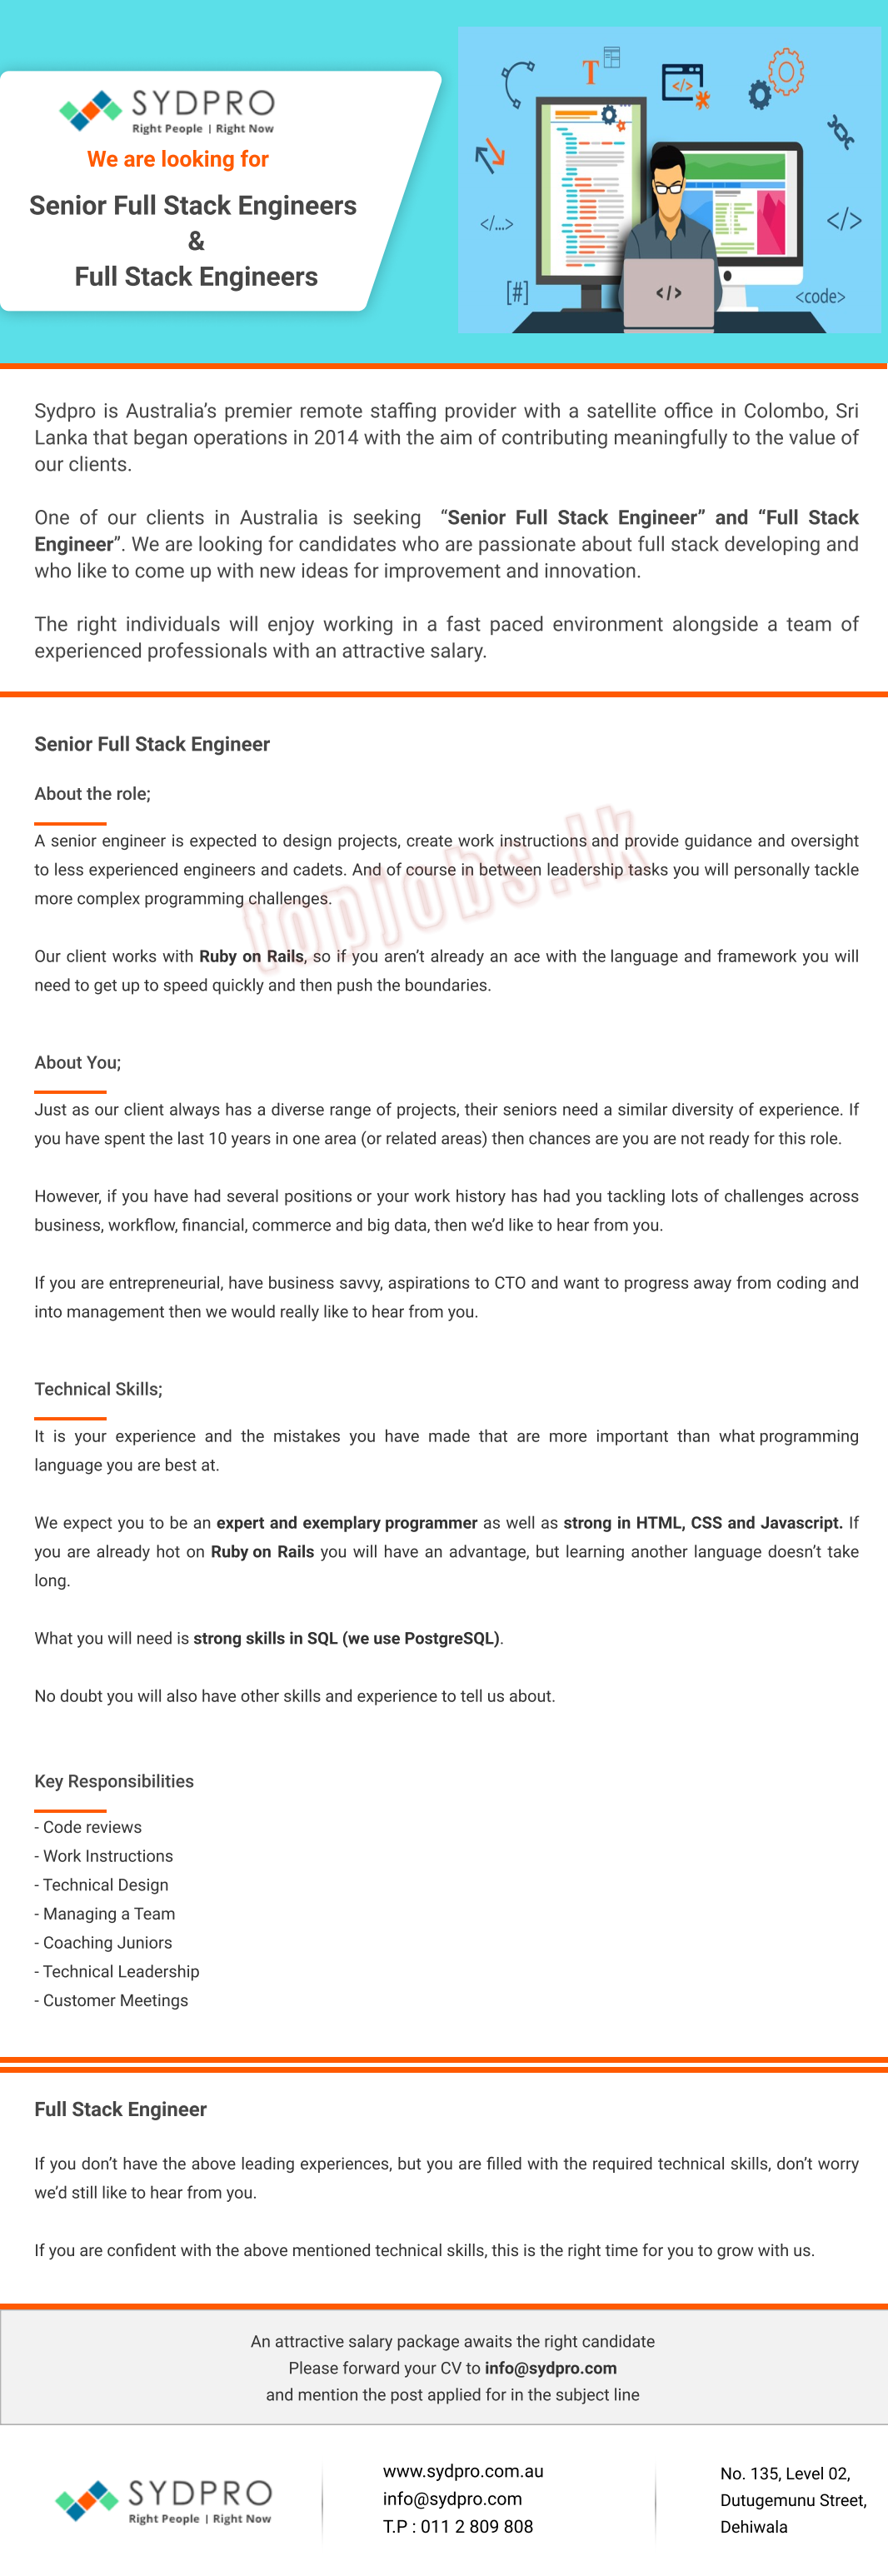 SYDPRO
Right People | Right Now
We are looking for
Senior Full Stack Engineers
&
Full Stack Engineers
T
</>
</...>
</>
[#]
</>
<code>
Sydpro is Australia’s premier remote staffing provider with a satellite office in Colombo, Sri
Lanka that began operations in 2014 with the aim of contributing meaningfully to the value of
our clients.
One of our clients in Australia is seeking “Senior Full Stack Engineer” and “Full Stack
Engineer”. We are looking for candidates who are passionate about full stack developing and
who like to come up with new ideas for improvement and innovation.
The right individuals will enjoy working in a fast paced environment alongside a team of
experienced professionals with an attractive salary.
Senior Full Stack Engineer
About the role;
A senior engineer is expected to design projects, create work instructions and provide guidance and oversight
to less experienced engineers and cadets. And of course in between leadership tasks you will personally tackle
more complex programming challenges.
topjobs.lk
Our client works with Ruby on Rails, so if you aren’t already an ace with the language and framework you will
need to get up to speed quickly and then push the boundaries.
About You;
Just as our client always has a diverse range of projects, their seniors need a similar diversity of experience. If
you have spent the last 10 years in one area (or related areas) then chances are you are not ready for this role.
However, if you have had several positions or your work history has had you tackling lots of challenges across
business, workflow, financial, commerce and big data, then we’d like to hear from you.
If you are entrepreneurial, have business savvy, aspirations to CTO and want to progress away from coding and
into management then we would really like to hear from you.
Technical Skills;
It is your experience and the mistakes you have made that are more important than what programming
language you are best at.
We expect you to be an expert and exemplary programmer as well as strong in HTML, CSS and Javascript. If
you are already hot on Ruby on Rails you will have an advantage, but learning another language doesn’t take
long.
What you will need is strong skills in SQL (we use PostgreSQL).
No doubt you will also have other skills and experience to tell us about.
Key Responsibilities
- Code reviews
- Work Instructions
- Technical Design
- Managing a Team
- Coaching Juniors
- Technical Leadership
- Customer Meetings
Full Stack Engineer
If you don’t have the above leading experiences, but you are filled with the required technical skills, don’t worry
we’d still like to hear from you.
If you are confident with the above mentioned technical skills, this is the right time for you to grow with us.
An attractive salary package awaits the right candidate
Please forward your CV to info@sydpro.com
and mention the post applied for in the subject line
SYDPRO
Right People | Right Now
www.sydpro.com.au
info@sydpro.com
T.P : 011 2 809 808
No. 135, Level 02,
Dutugemunu Street,
Dehiwala